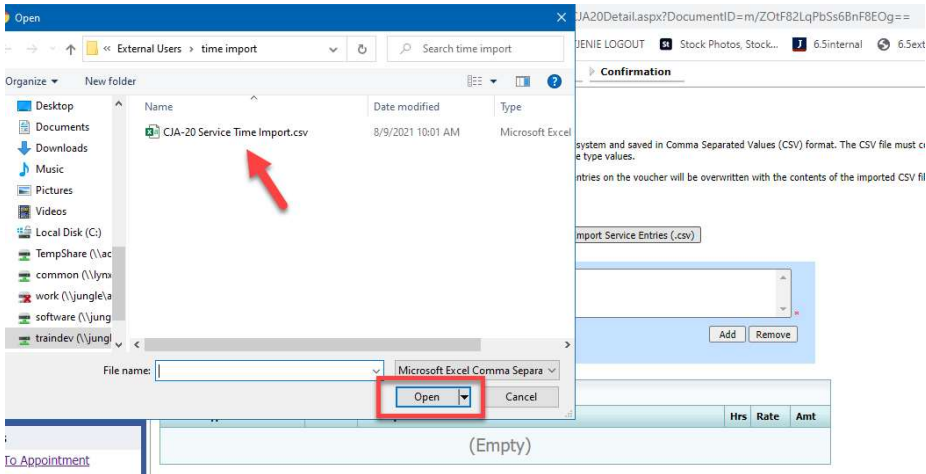 Open
CJA20Detail.aspx?DocumentID=m/ZOtF82LqPbSs6BnF8EOg==
« External Users › time import
Search time import
JENIE LOGOUT St Stock Photos, Stock... J 6.5internal 6.5ext
Organize New folder
Confirmation
Desktop
Documents
Downloads
Music
Pictures
Videos
Local Disk (C:)
TempShare (\\ac
common (\\lynx
work (\\jungle\a
software (\\jung
traindev (\\jungl
Name Date modified Type
CJA-20 Service Time Import.csv 8/9/2021 10:01 AM Microsoft Excel
system and saved in Comma Separated Values (CSV) format. The CSV file must c
e type values.
ntries on the voucher will be overwritten with the contents of the imported CSV fil
mport Service Entries (.csv)
*
Add Remove
File name: Microsoft Excel Comma Separa
Open Cancel
Hrs Rate Amt
(Empty)
s
To Appointment